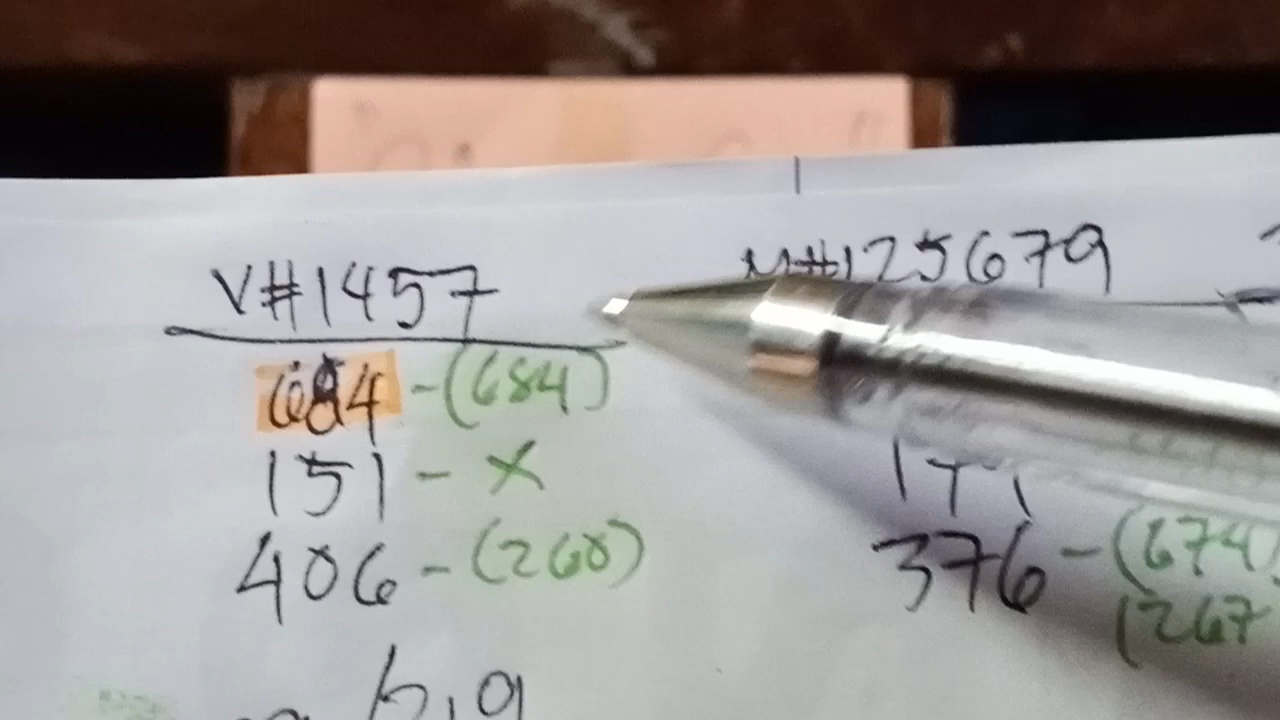 V#1457
684 - (684)
151 - X
406 - (260)
M#125679
376 - (674)
(267